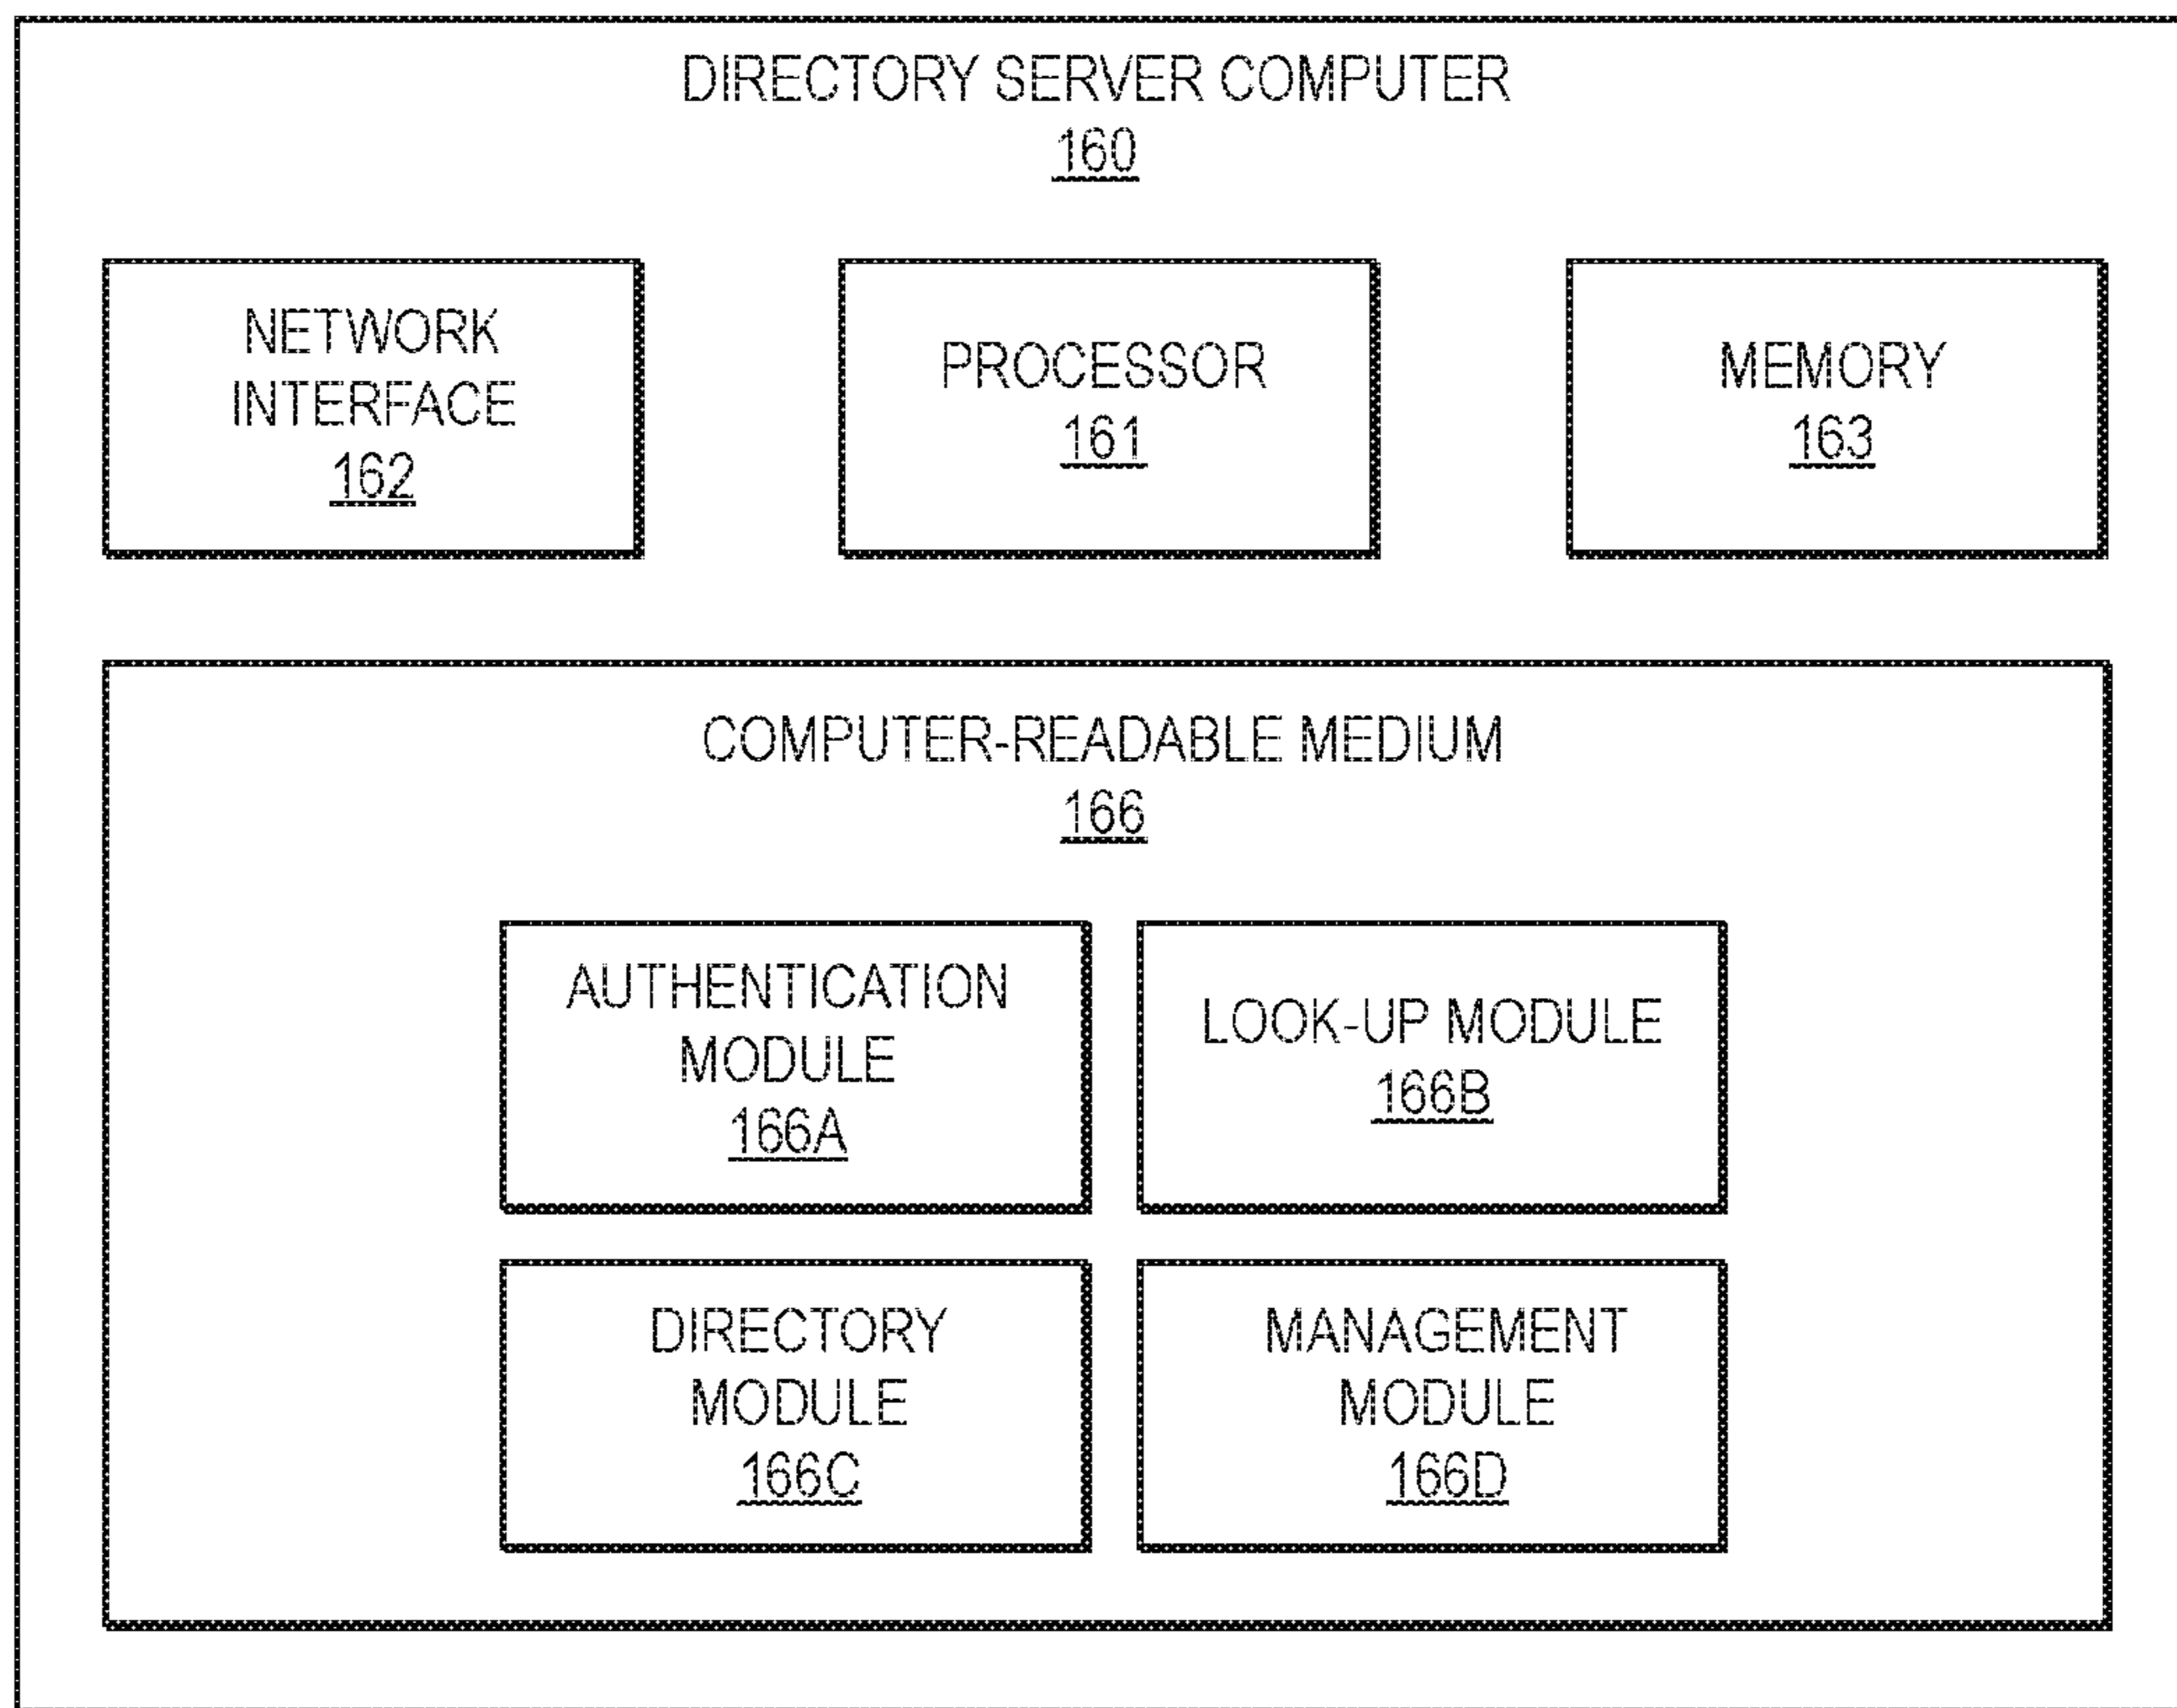 DIRECTORY SERVER COMPUTER
160
NETWORK
INTERFACE
162
PROCESSOR
161
MEMORY
163
COMPUTER-READABLE MEDIUM
166
AUTHENTICATION
MODULE
166A
LOOK-UP MODULE
166B
DIRECTORY
MODULE
166C
MANAGEMENT
MODULE
166D